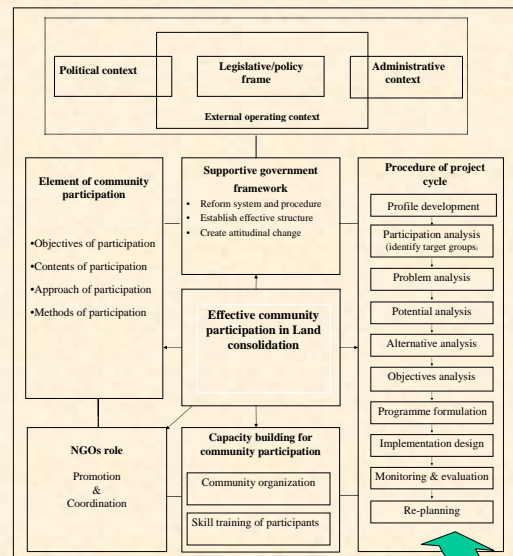 Political context
Legislative/policy
frame
Administrative
context
External operating context
Element of community
participation
•Objectives of participation
•Contents of participation
•Approach of participation
•Methods of participation
Supportive government
framework
• Reform system and procedure
• Establish effective structure
• Create attitudinal change
Effective community
participation in Land
consolidation
NGOs role
Promotion
&
Coordination
Capacity building for
community participation
Community organization
Skill training of participants
Procedure of project
cycle
Profile development
Participation analysis
(identify target groups)
Problem analysis
Potential analysis
Alternative analysis
Objectives analysis
Programme formulation
Implementation design
Monitoring & evaluation
Re-planning